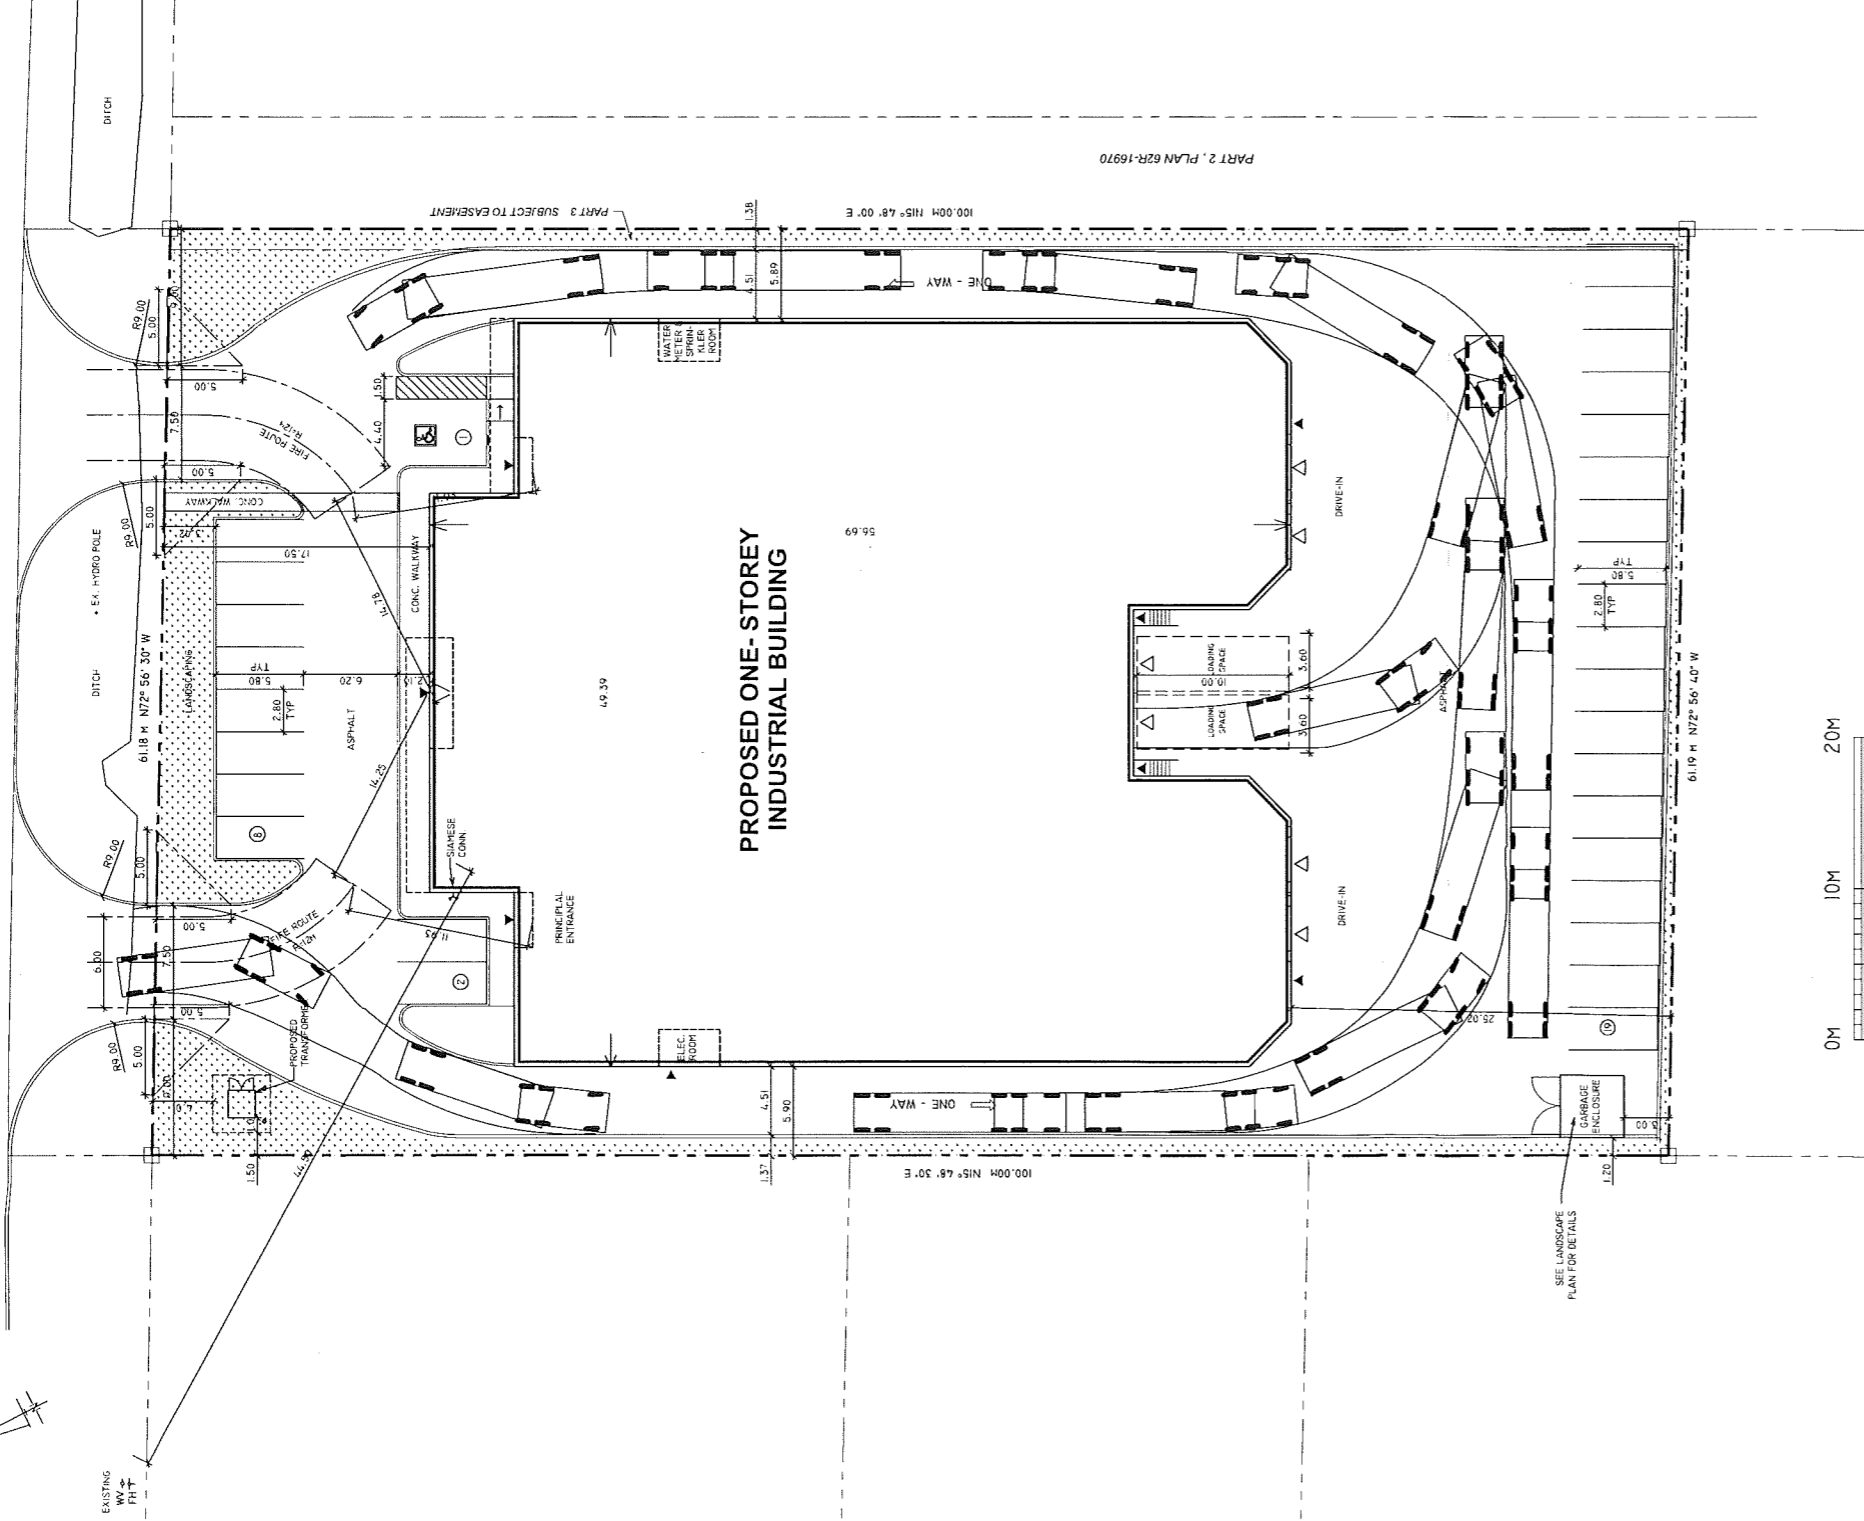 DITCH
PART 2, PLAN 62R-16970
PART 3 SUBJECT TO EASEMENT
100.00M N15° 48' 00" E
1.38
4.51
5.89
ONE - WAY
R9.00
5.00
5.00
7.50
FIRE ROUTE
5.00
CONC. WALKWAY
R9.00
5.00
17.50
1.50
4.40
1
WATER
METER &
SPRIN-
KLER
ROOM
DITCH
+ EX. HYDRO POLE
61.18 M N72° 56' 30" W
LANDSCAPING
5.80
TYP
2.80
TYP
6.20
ASPHALT
CONC. WALKWAY
14.78
14.25
8
49.39
56.69
PROPOSED ONE- STOREY
INDUSTRIAL BUILDING
DRIVE-IN
LOADING
SPACE
10.00
LOADING
SPACE
3.60
3.60
DRIVE-IN
5.80
TYP
2.80
TYP
61.19 M N72° 56' 40" W
25.02
19
SIAMESE
CONN.
PRINCIPLAL
ENTRANCE
11.93
2
R9.00
5.00
5.00
6.00
7.50
FIRE ROUTE
R=12M
5.00
R9.00
5.00
PROPOSED
TRANSFORMER
1.50
ELEC.
ROOM
4.51
5.90
1.37
ONE - WAY
100.00M N15° 48' 30" E
GARBAGE
ENCLOSURE
3.00
1.20
SEE LANDSCAPE
PLAN FOR DETAILS
EXISTING
WV
FH
0M
10M
20M